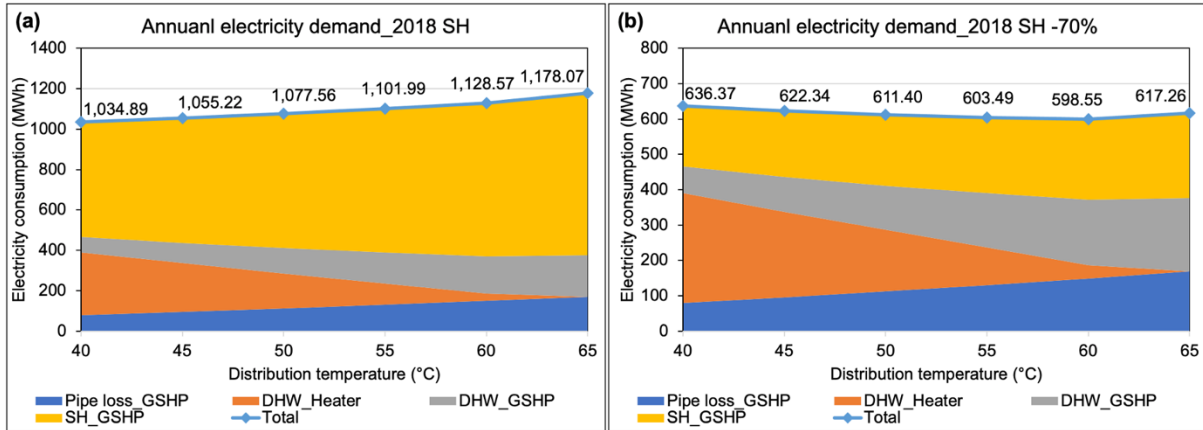 (a)
Annuanl electricity demand_2018 SH
Electricity consumption (MWh)
1400
1200
1000
800
600
400
200
0
1,034.89
1,055.22
1,077.56
1,101.99
1,128.57
1,178.07
40
45
50
55
60
65
Distribution temperature (°C)
Pipe loss_GSHP
DHW_Heater
DHW_GSHP
SH_GSHP
Total
(b)
Annuanl electricity demand_2018 SH -70%
Electricity consumption (MWh)
800
700
600
500
400
300
200
100
0
636.37
622.34
611.40
603.49
598.55
617.26
40
45
50
55
60
65
Distribution temperature (°C)
Pipe loss_GSHP
DHW_Heater
DHW_GSHP
SH_GSHP
Total